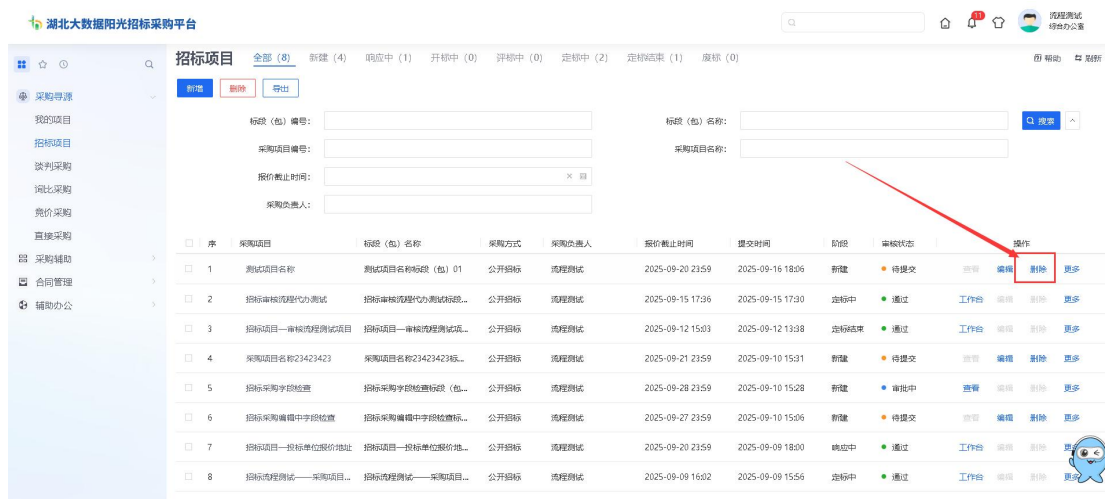 湖北大数据阳光招标采购平台
11
流程测试
综合办公室
招标项目 全部（8） 新建（4） 响应中（1） 开标中（0） 评标中（0） 定标中（2） 定标结束（1） 废标（0） 帮助 刷新
新增 删除 导出
采购寻源
我的项目
招标项目
谈判采购
询比采购
竞价采购
直接采购
采购辅助
合同管理
辅助办公
标段（包）编号： 标段（包）名称： 搜索
采购项目编号： 采购项目名称：
报价截止时间：
采购负责人：
序 采购项目 标段（包）名称 采购方式 采购负责人 报价截止时间 提交时间 阶段 审核状态 操作
1 测试项目名称 测试项目名称标段（包）01 公开招标 流程测试 2025-09-20 23:59 2025-09-16 18:06 新建 待提交 查看 编辑 删除 更多
2 招标审核流程代办测试 招标审核流程代办测试标段... 公开招标 流程测试 2025-09-15 17:36 2025-09-15 17:30 定标中 通过 工作台 编辑 删除 更多
3 招标项目—审核流程测试项目 招标项目—审核流程测试项... 公开招标 流程测试 2025-09-12 15:03 2025-09-12 13:38 定标结束 通过 工作台 编辑 删除 更多
4 采购项目名称23423423 采购项目名称23423423标... 公开招标 流程测试 2025-09-21 23:59 2025-09-10 15:31 新建 待提交 查看 编辑 删除 更多
5 招标采购字段检查 招标采购字段检查标段（包... 公开招标 流程测试 2025-09-28 23:59 2025-09-10 15:28 新建 审批中 查看 编辑 删除 更多
6 招标采购编辑中字段检查 招标采购编辑中字段检查标... 公开招标 流程测试 2025-09-27 23:59 2025-09-10 15:06 新建 待提交 查看 编辑 删除 更多
7 招标项目—投标单位报价地址 招标项目—投标单位报价地... 公开招标 流程测试 2025-09-20 23:59 2025-09-09 18:00 响应中 通过 工作台 编辑 删除 更多
8 招标流程测试——采购项目... 招标流程测试——采购项目... 公开招标 流程测试 2025-09-09 16:02 2025-09-09 15:56 定标中 通过 工作台 编辑 删除 更多